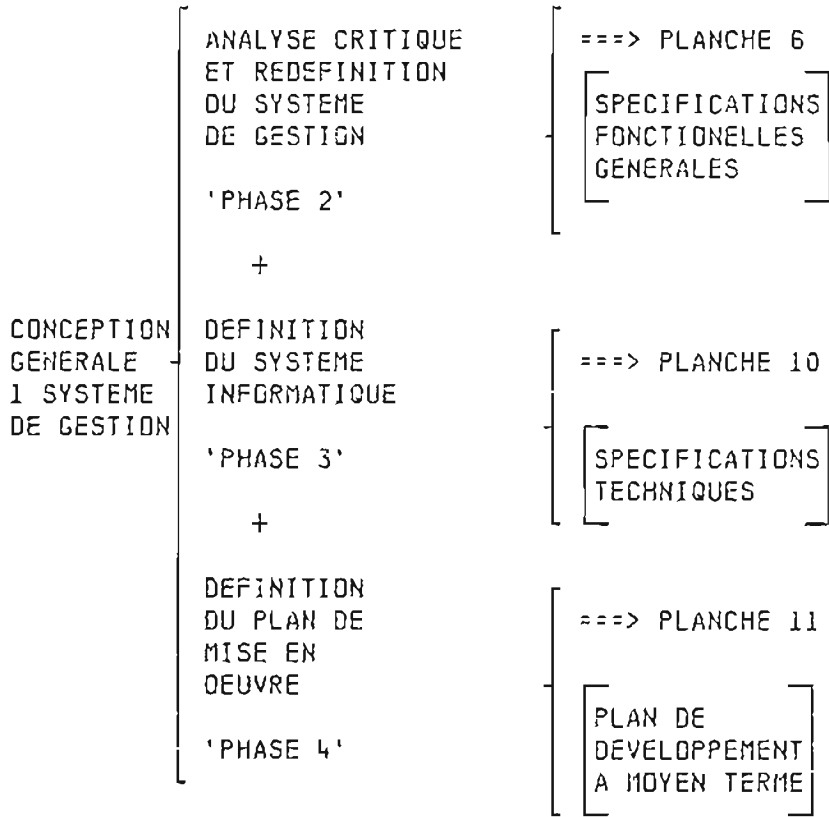 CONCEPTION
GENERALE
1 SYSTEME
DE GESTION
ANALYSE CRITIQUE
ET REDEFINITION
DU SYSTEME
DE GESTION
'PHASE 2'
+
DEFINITION
DU SYSTEME
INFORMATIQUE
'PHASE 3'
+
DEFINITION
DU PLAN DE
MISE EN
OEUVRE
'PHASE 4'
===> PLANCHE 6
SPECIFICATIONS
FONCTIONELLES
GENERALES
===> PLANCHE 10
SPECIFICATIONS
TECHNIQUES
===> PLANCHE 11
PLAN DE
DEVELOPPEMENT
A MOYEN TERME